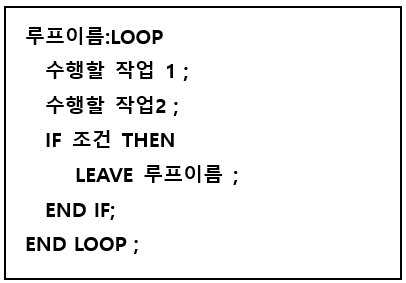 루프이름:LOOP
수행할 작업 1 ;
수행할 작업2 ;
IF 조건 THEN
LEAVE 루프이름 ;
END IF;
END LOOP ;